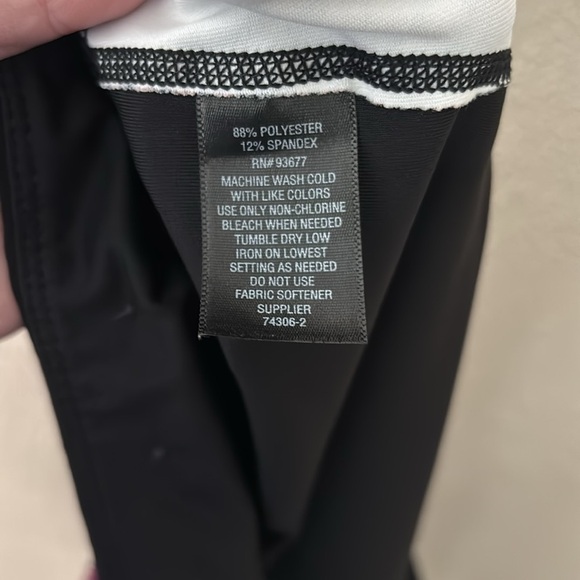 88% POLYESTER
12% SPANDEX
RN# 93677
MACHINE WASH COLD
WITH LIKE COLORS
USE ONLY NON-CHLORINE
BLEACH WHEN NEEDED
TUMBLE DRY LOW
IRON ON LOWEST
SETTING AS NEEDED
DO NOT USE
FABRIC SOFTENER
SUPPLIER
74306-2